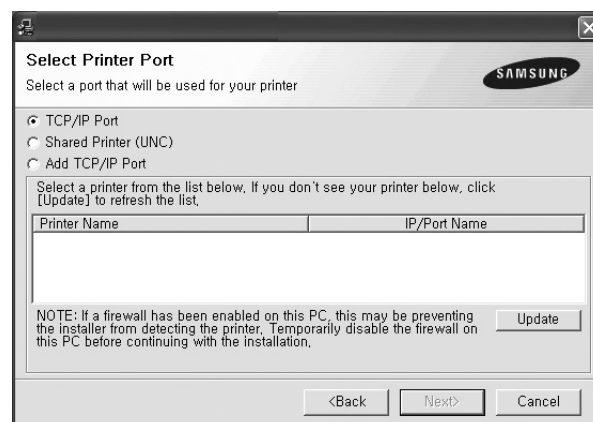 Select Printer Port
Select a port that will be used for your printer
SAMSUNG
TCP/IP Port
Shared Printer (UNC)
Add TCP/IP Port
Select a printer from the list below, If you don't see your printer below, click
[Update] to refresh the list,
Printer Name IP/Port Name
NOTE: If a firewall has been enabled on this PC, this may be preventing
the installer from detecting the printer, Temporarily disable the firewall on
this PC before continuing with the installation,
Update
<Back Next> Cancel